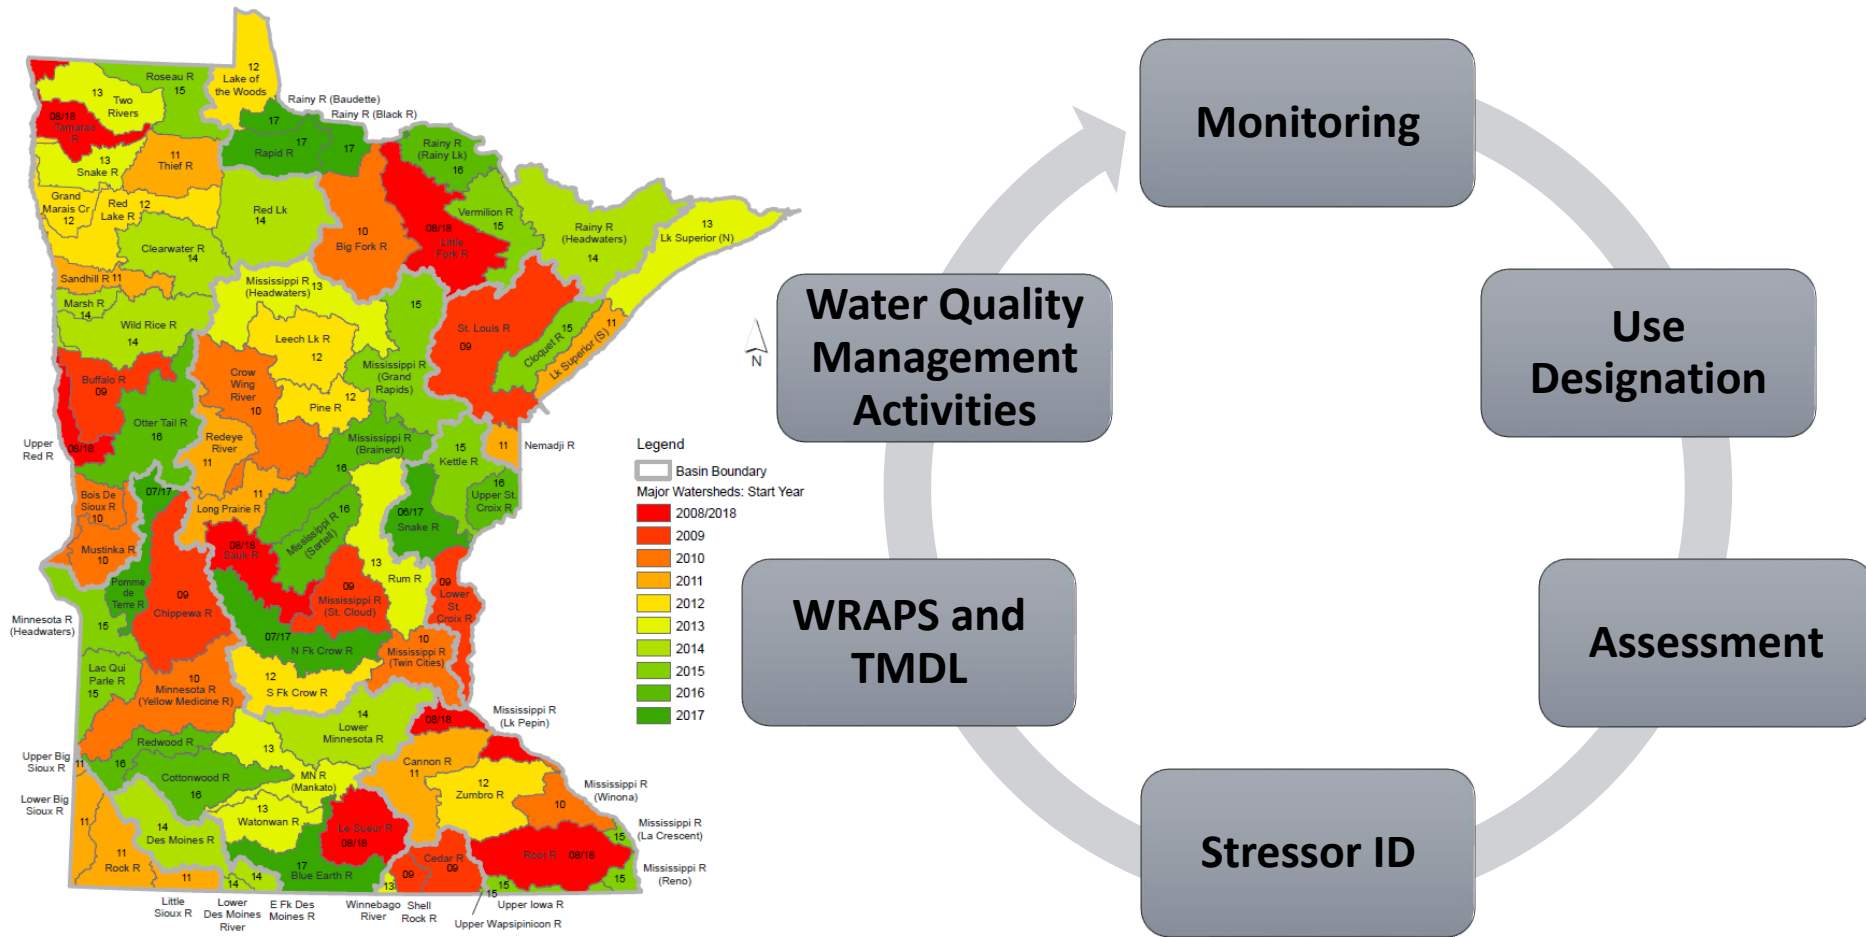 12
Lake of
the Woods
Roseau R
15
13
Two
Rivers
08/18
Tamarac
R
Rainy R (Baudette)
Rainy R (Black R)
17
17
Rapid R
17
13
Snake R
11
Thief R
Rainy R
(Rainy Lk)
16
Grand
Marais Cr
12
Red
Lake R
12
Red Lk
14
10
Big Fork R
08/18
Little
Fork R
Vermilion R
15
Rainy R
(Headwaters)
14
13
Lk Superior (N)
Clearwater R
14
Sandhill R
11
Marsh R
14
Wild Rice R
14
Mississippi R
(Headwaters)
13
15
Leech Lk R
12
St. Louis R
09
Cloquet R
15
Lk Superior (S)
11
N
Buffalo R
09
Crow
Wing
River
10
12
Pine R
Mississippi R
(Grand
Rapids)
Otter Tail R
16
Upper
Red R
08/18
Redeye
River
11
Mississippi R
(Brainerd)
16
15
Kettle R
11
Nemadji R
07/17
Bois De
Sioux R
10
11
Long Prairie R
16
Mississippi R
(Sartell)
06/17
Snake R
16
Upper St.
Croix R
Mustinka R
10
08/18
Sauk R
13
Rum R
09
Lower
St.
Croix R
Pomme
de
Terre R
09
Chippewa R
09
Mississippi R
(St. Cloud)
Minnesota R
(Headwaters)
15
07/17
N Fk Crow R
10
Mississippi R
(Twin Cities)
Lac Qui
Parle R
15
10
Minnesota R
(Yellow Medicine R)
12
S Fk Crow R
14
Lower
Minnesota R
08/18
Mississippi R
(Lk Pepin)
Redwood R
16
13
Upper Big
Sioux R
11
Cottonwood R
16
MN R
(Mankato)
Cannon R
11
12
Zumbro R
Mississippi R
(Winona)
10
Lower Big
Sioux R
11
14
Des Moines R
13
Watonwan R
Le Sueur R
08/18
Mississippi R
(La Crescent)
15
11
Rock R
17
Blue Earth R
Cedar R
09
09
Root R
08/18
Mississippi R
(Reno)
15
11
14
14
13
15
15
Little
Sioux R
Lower
Des Moines R
River
E Fk Des
Moines R
Winnebago
River
Shell
Rock R
Upper Iowa R
Upper Wapsipinicon R
Legend
Basin Boundary
Major Watersheds: Start Year
2008/2018
2009
2010
2011
2012
2013
2014
2015
2016
2017
Monitoring
Use
Designation
Assessment
Stressor ID
WRAPS and
TMDL
Water Quality
Management
Activities